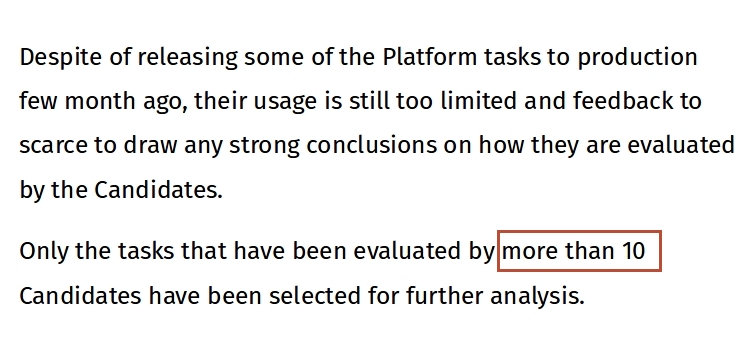 Despite of releasing some of the Platform tasks to production
few month ago, their usage is still too limited and feedback to
scarce to draw any strong conclusions on how they are evaluated
by the Candidates.
Only the tasks that have been evaluated by more than 10
Candidates have been selected for further analysis.